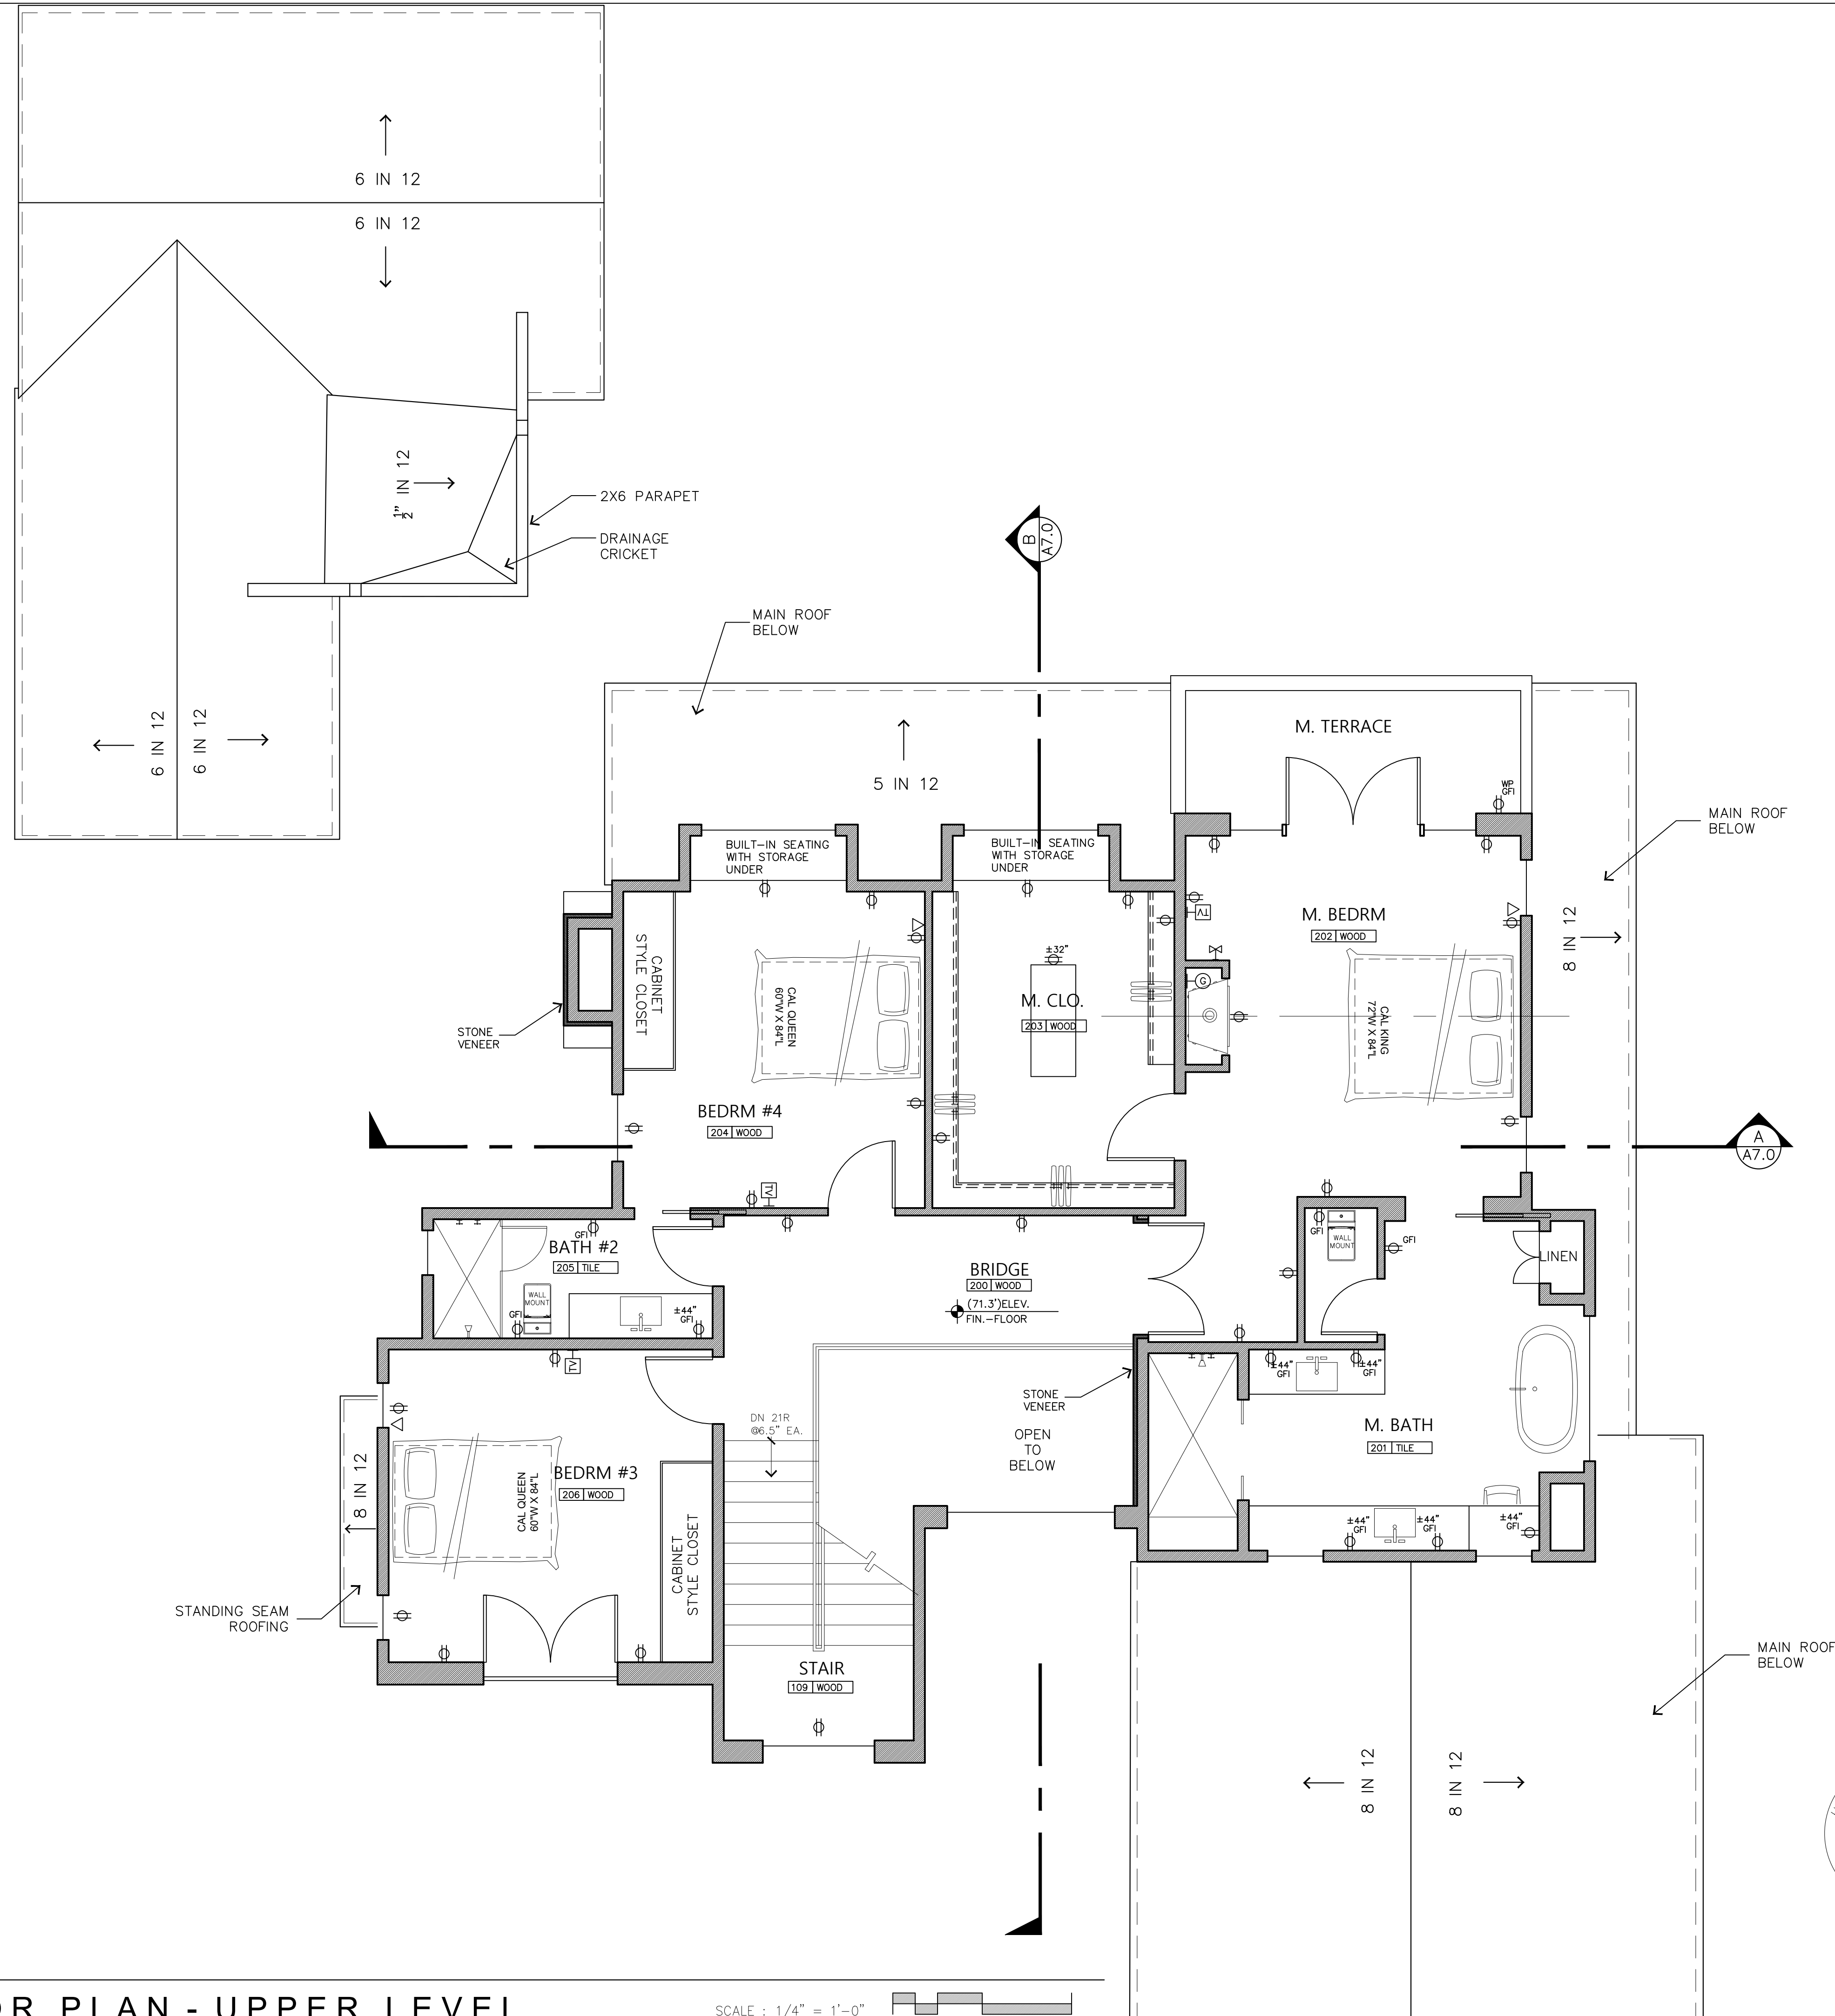 6 IN 12
6 IN 12
1/2" IN 12
2X6 PARAPET
DRAINAGE
CRICKET
6 IN 12
6 IN 12
B
A7.0
MAIN ROOF
BELOW
5 IN 12
M. TERRACE
WP
GFI
MAIN ROOF
BELOW
BUILT-IN SEATING
WITH STORAGE
UNDER
BUILT-IN SEATING
WITH STORAGE
UNDER
TV
M. BEDRM
202 WOOD
8 IN 12
CABINET
STYLE CLOSET
±32"
G
CAL QUEEN
60"W X 84"L
M. CLO.
203 WOOD
CAL KING
72"W X 84"L
STONE
VENEER
BEDRM #4
204 WOOD
A
A7.0
TV
GFI
BATH #2
205 TILE
WALL
MOUNT
GFI
±44"
GFI
BRIDGE
200 WOOD
(71.3')ELEV.
FIN.-FLOOR
GFI
WALL
MOUNT
GFI
LINEN
TV
STONE
VENEER
±44"
GFI
±44"
GFI
DN 21R
@6.5" EA.
OPEN
TO
BELOW
M. BATH
201 TILE
8 IN 12
CAL QUEEN
60"W X 84"L
BEDRM #3
206 WOOD
CABINET
STYLE CLOSET
±44"
GFI
±44"
GFI
±44"
GFI
STANDING SEAM
ROOFING
STAIR
109 WOOD
MAIN ROOF
BELOW
8 IN 12
8 IN 12
OR PLAN - UPPER LEVEL
SCALE : 1/4" = 1'-0"